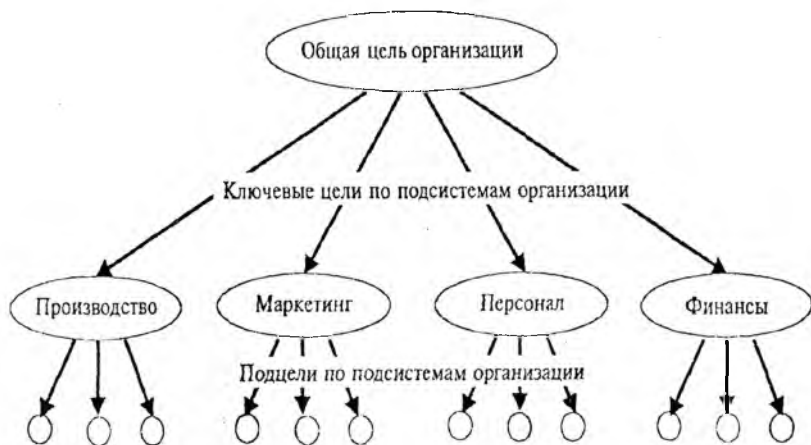 Общая цель организации
Ключевые цели по подсистемам организации
Производство
Маркетинг
Персонал
Финансы
Подцели по подсистемам организации